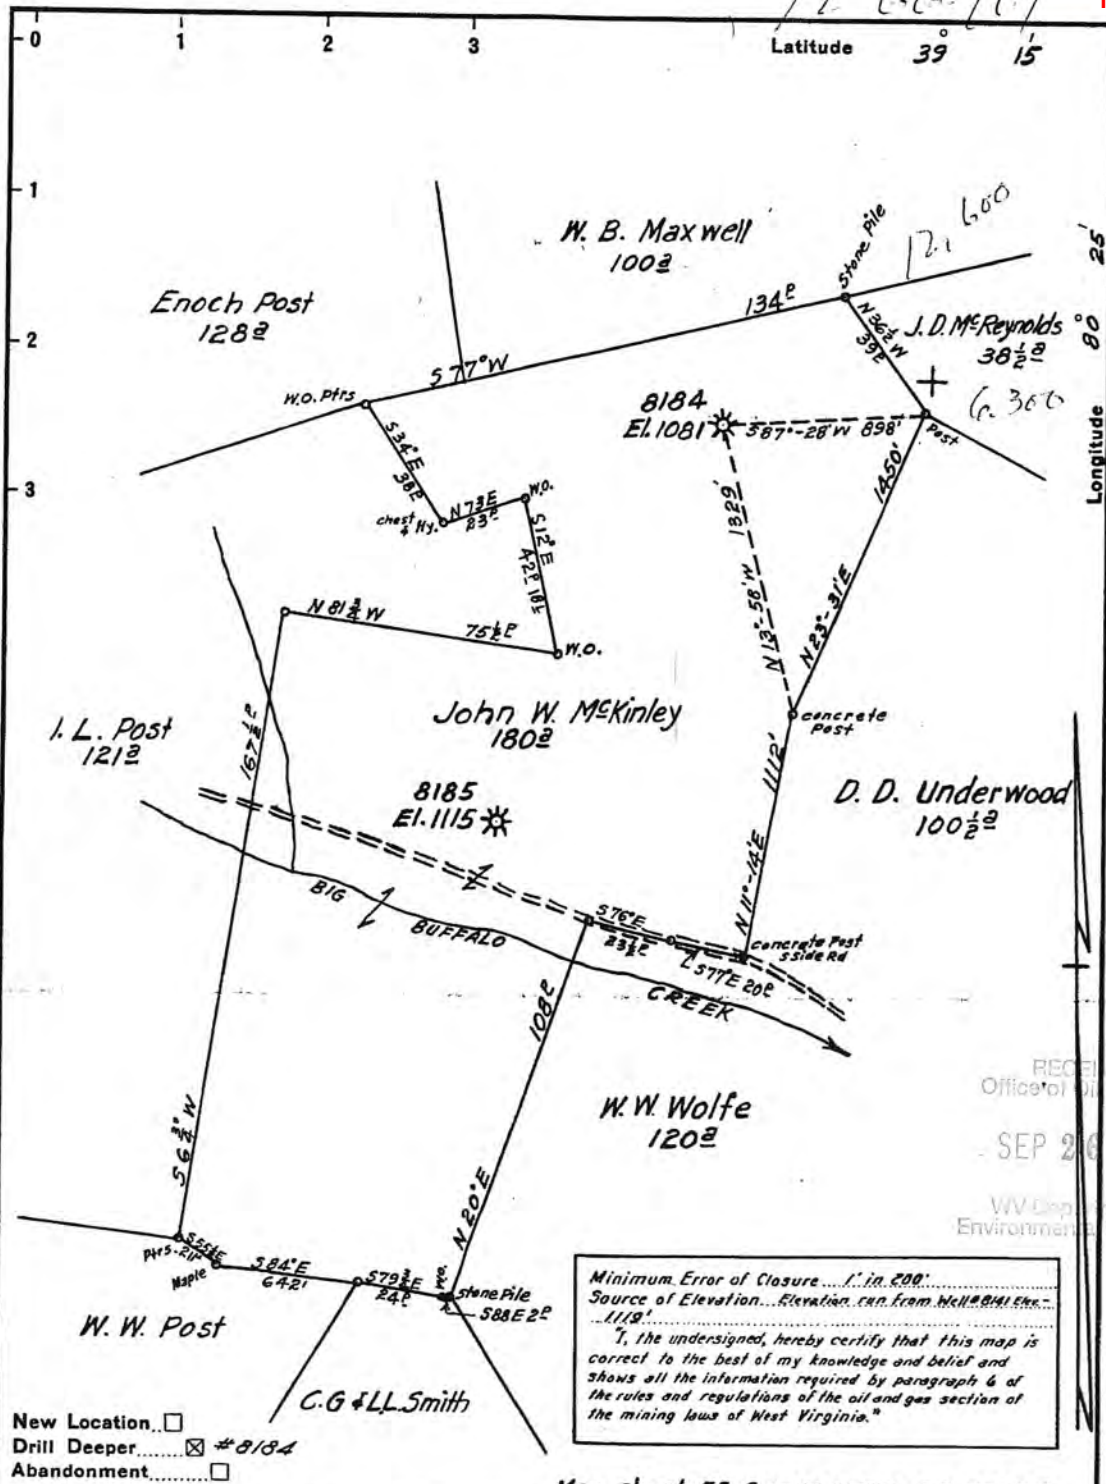 0 1 2 3 Latitude 39° 15'
1
W. B. Maxwell
100a
Stone Pile
600
25'
Enoch Post
128a
134P
N 36½ W
39P
J. D. McReynolds
38½a
80°
2
S 77° W
W.O. Ptrs
8184
El. 1081
S 87°-28' W 898'
Post
6.300
Longitude
3
S 34° E
38P
chest & Hy.
N 73 E
23P
W.O.
S 12° E
42P 18L
1329'
N 13°-58' W
1450'
N 23°-31' E
N 81¾ W
75½P
W.O.
I. L. Post
121a
167½P
John W. McKinley
180a
concrete
Post
1112'
8185
El. 1115
D. D. Underwood
100½a
N 11°-14' E
BIG
BUFFALO
CREEK
S 76° E
23½P
S 77° E 20P
concrete Post
S side Rd
108P
W. W. Wolfe
120a
Office of Oil
SEP 26
S 6¾° W
N 20° E
Ptrs - 211'
Maple
S 84° E
642'
S 79¾ E
24P
W.O.
stone Pile
S 88 E 2P
W. W. Post
C. G & L. L. Smith
Minimum Error of Closure 1' in 200'
Source of Elevation Elevation run from Well #8141 Elev-
1119'
"I, the undersigned, hereby certify that this map is
correct to the best of my knowledge and belief and
shows all the information required by paragraph 6 of
the rules and regulations of the oil and gas section of
the mining laws of West Virginia."
New Location
Drill Deeper #8184
Abandonment